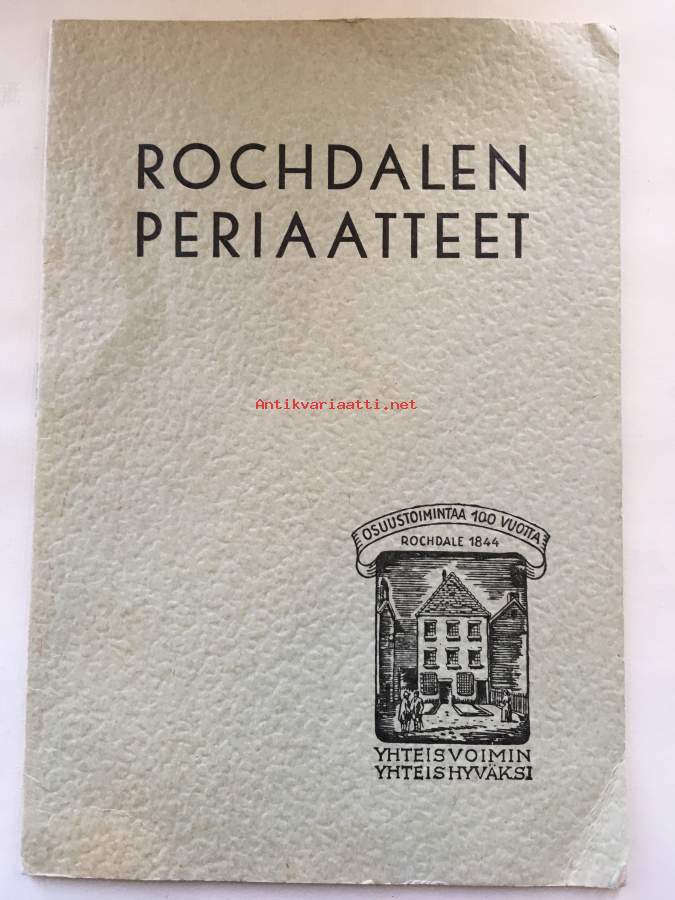 ROCHDALEN
PERIAATTEET
Antikvariaatti.net
OSUUSTOIMINTAA 100 VUOTTA
ROCHDALE 1844
YHTEISVOIMIN
YHTEISHYVÄKSI